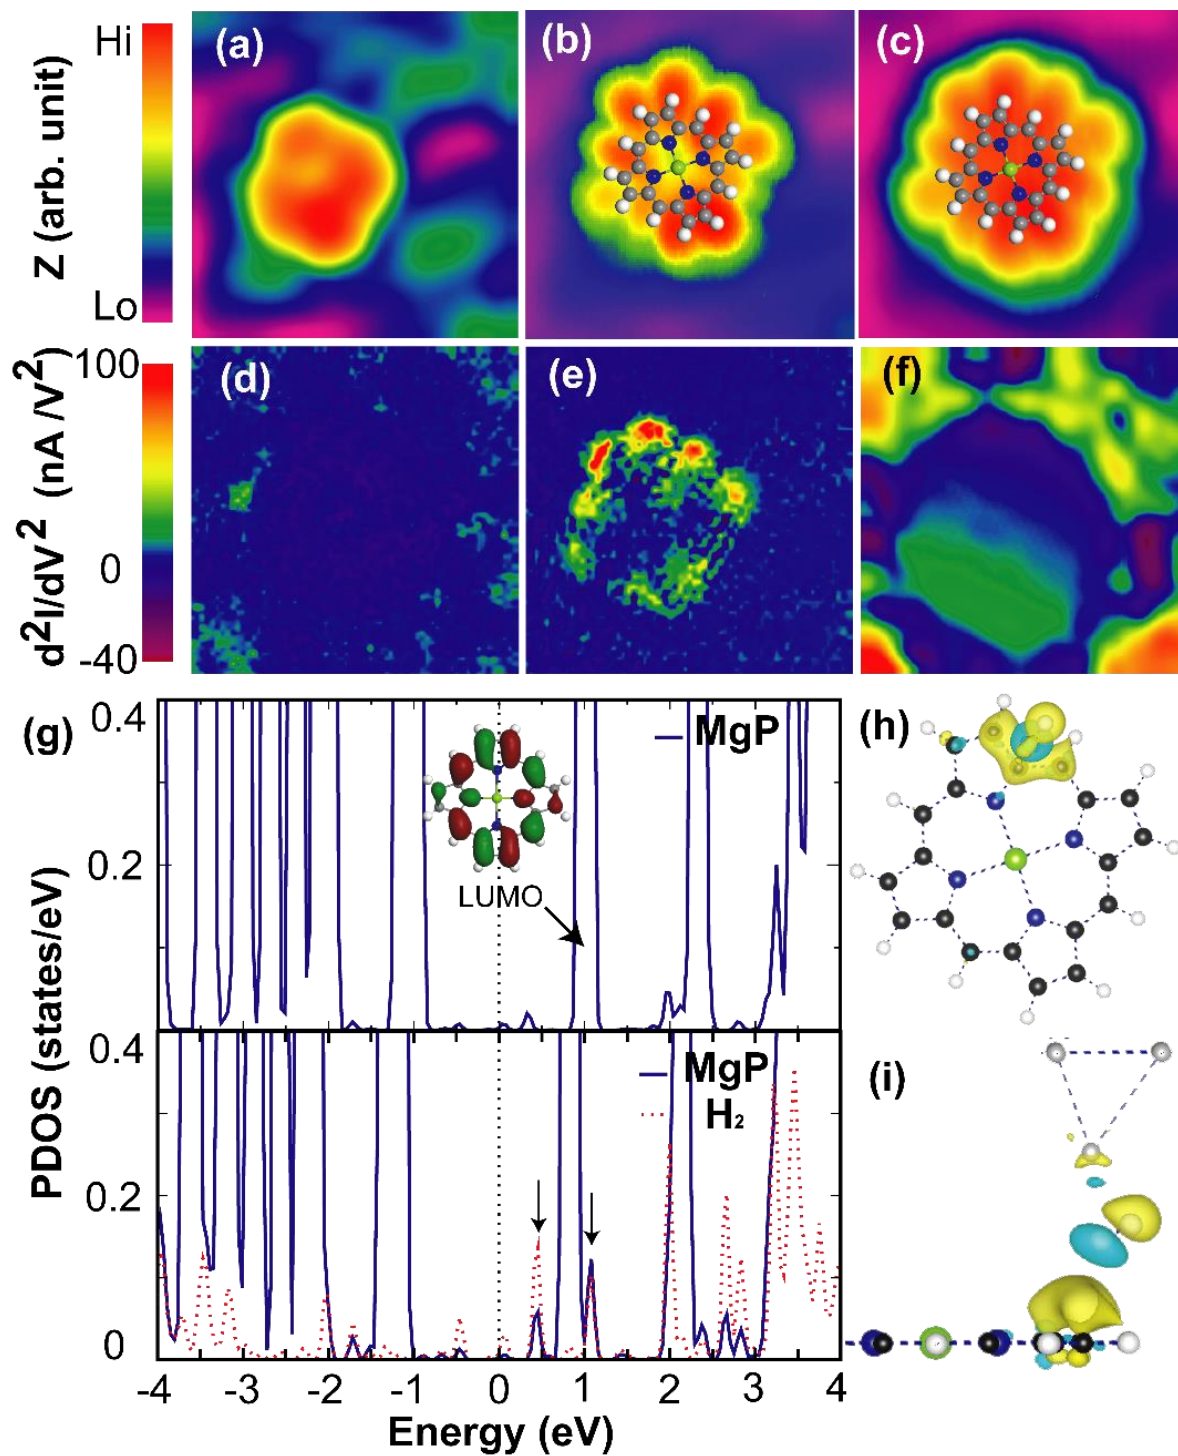 Hi
Lo
Z (arb. unit)
(a)
(b)
(c)
100
0
-40
d²I/dV² (nA /V²)
(d)
(e)
(f)
(g)
0.4
0.2
MgP
LUMO
PDOS (states/eV)
0.4
0.2
0
MgP
H₂
-4 -3 -2 -1 0 1 2 3 4
Energy (eV)
(h)
(i)